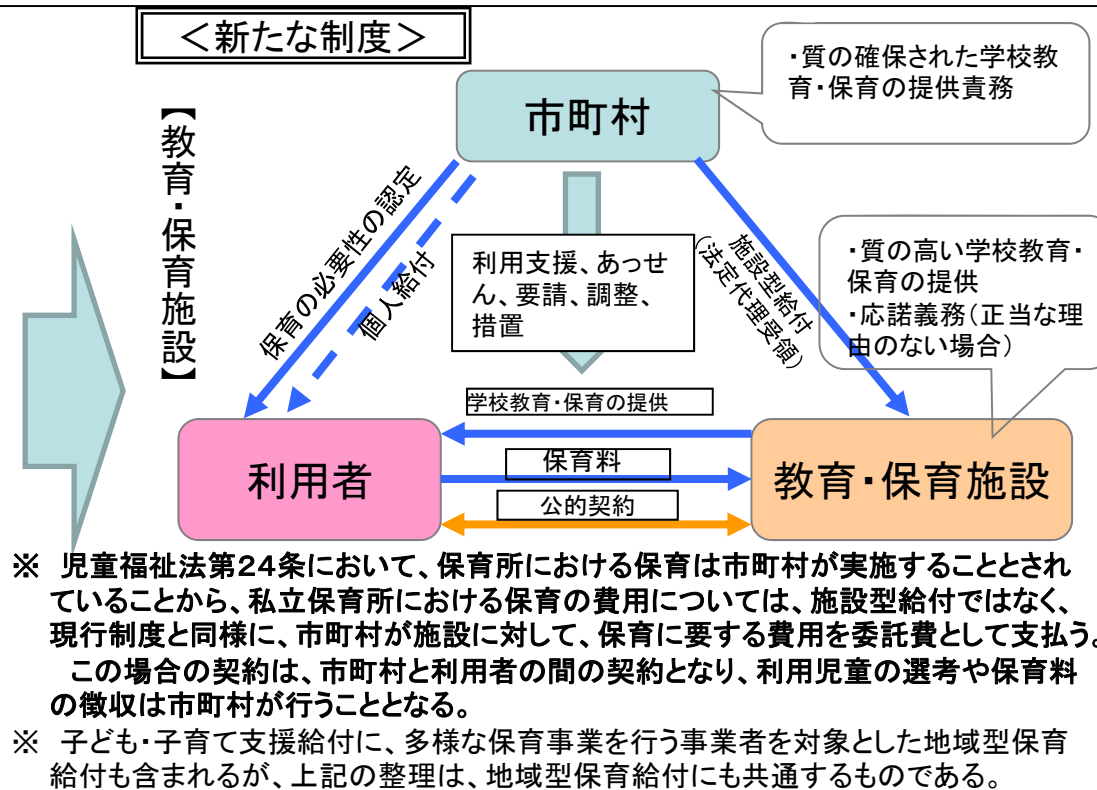 ＜新たな制度＞
・質の確保された学校教
育・保育の提供責務
市町村
【教育・保育施設】
保育の必要性の認定
個人給付
利用支援、あっせ
ん、要請、調整、
措置
施設型給付
（法定代理受領）
・質の高い学校教育・
保育の提供
・応諾義務（正当な理
由のない場合）
学校教育・保育の提供
利用者
保育料
教育・保育施設
公的契約
※　児童福祉法第２４条において、保育所における保育は市町村が実施することとされ
ていることから、私立保育所における保育の費用については、施設型給付ではなく、
現行制度と同様に、市町村が施設に対して、保育に要する費用を委託費として支払う。
この場合の契約は、市町村と利用者の間の契約となり、利用児童の選考や保育料
の徴収は市町村が行うこととなる。
※　子ども・子育て支援給付に、多様な保育事業を行う事業者を対象とした地域型保育
給付も含まれるが、上記の整理は、地域型保育給付にも共通するものである。